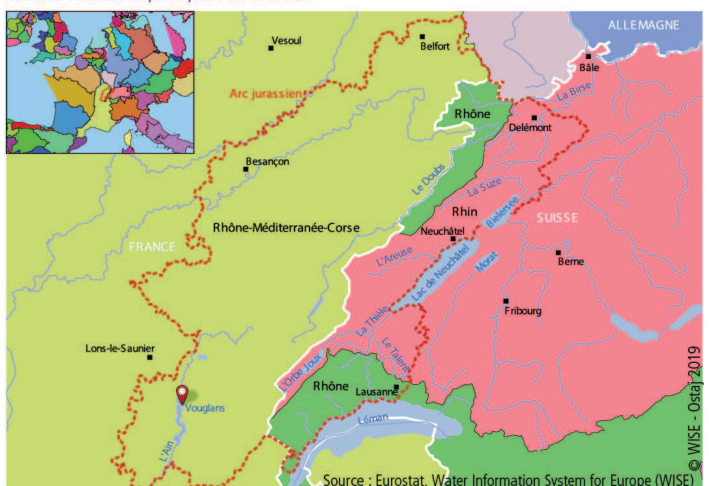 ALLEMAGNE
Vesoul
Belfort
Bâle
Arc jurassien
La Birse
Rhône
Delémont
Besançon
Le Doubs
La Suze
Rhin
Bielersee
SUISSE
Rhône-Méditerranée-Corse
Neuchâtel
FRANCE
L'Areuse
Lac de Neuchâtel
Morat
Berne
Fribourg
La Thièle
Lons-le-Saunier
L'Orbe Joux
Le Talent
Rhône
Lausanne
Vouglans
Léman
L'Ain
© WISE - Ostaj 2019
Source : Eurostat, Water Information System for Europe (WISE)